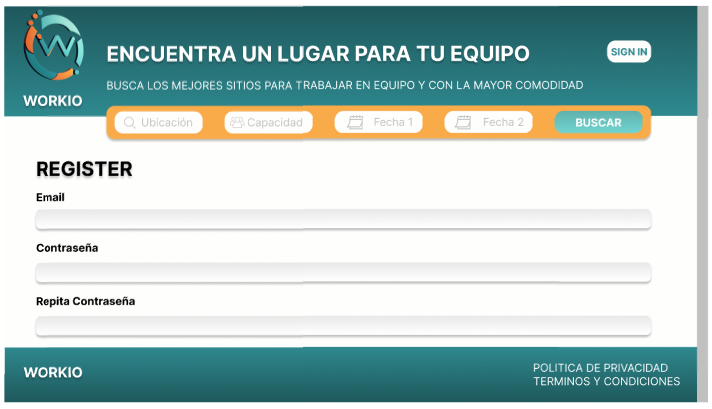 W
WORKIO
ENCUENTRA UN LUGAR PARA TU EQUIPO
SIGN IN
BUSCA LOS MEJORES SITIOS PARA TRABAJAR EN EQUIPO Y CON LA MAYOR COMODIDAD
Ubicación Capacidad Fecha 1 Fecha 2 BUSCAR
REGISTER
Email
Contraseña
Repita Contraseña
WORKIO
POLITICA DE PRIVACIDAD
TERMINOS Y CONDICIONES